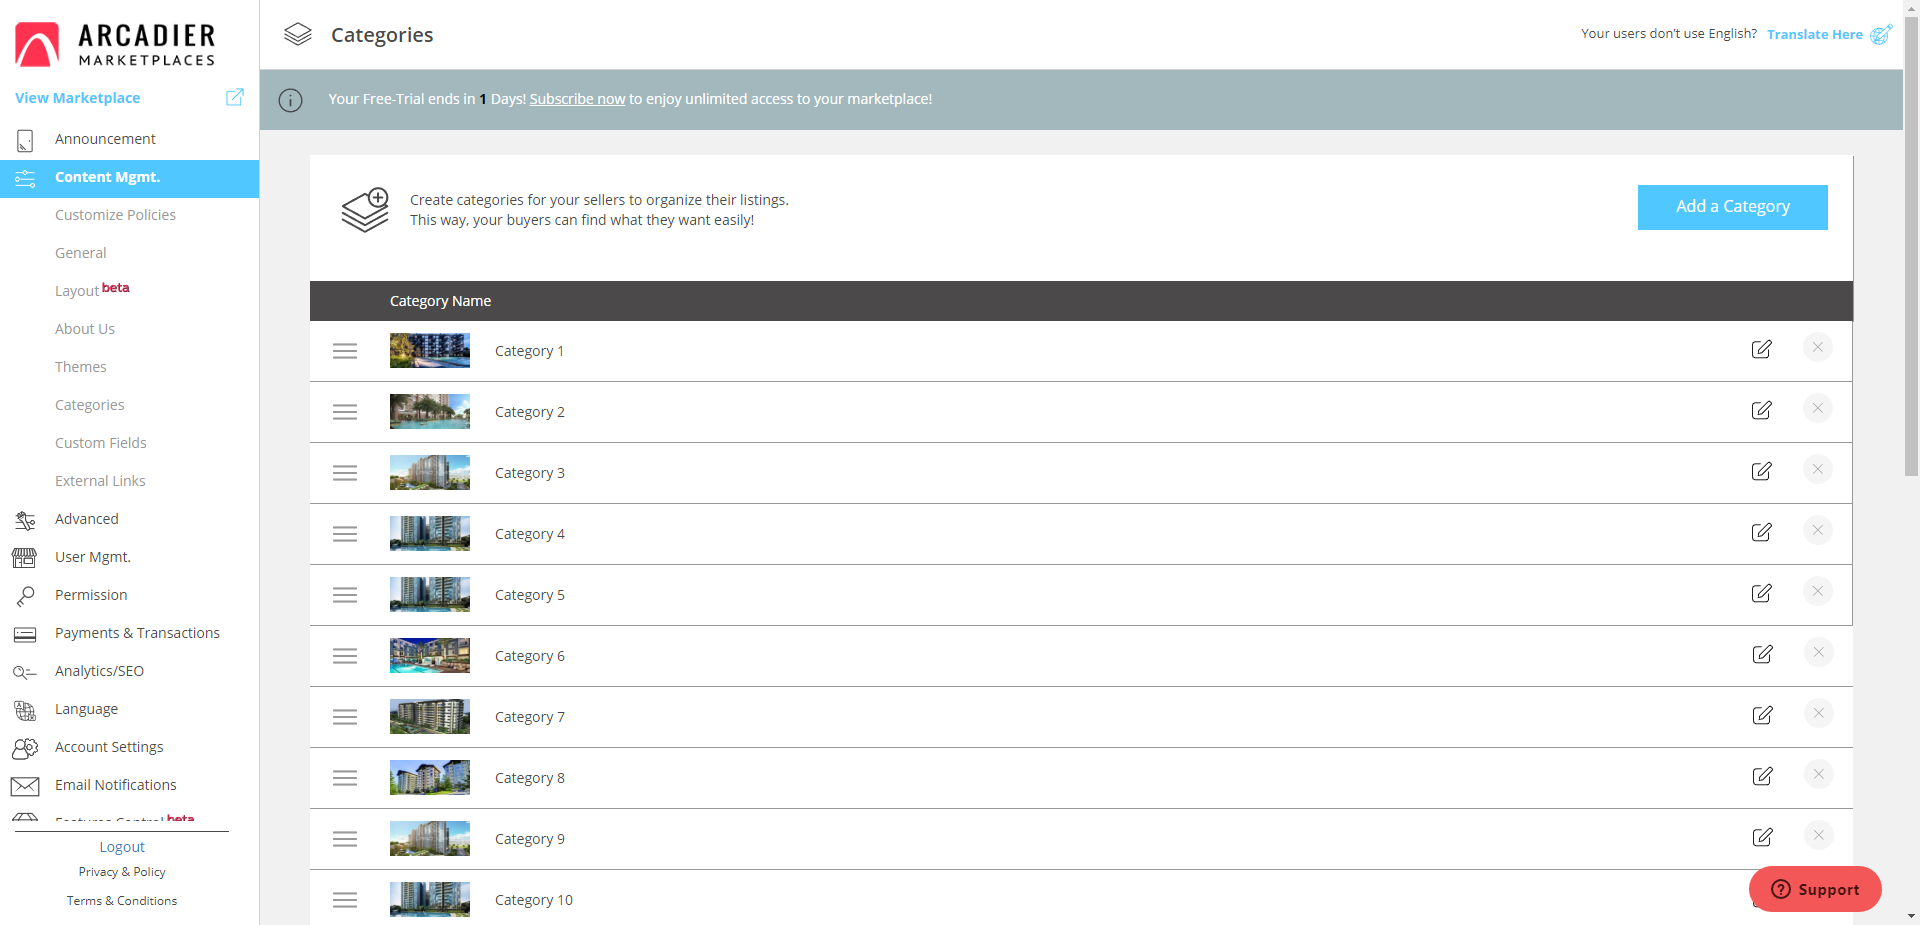 ARCADIER
MARKETPLACES
View Marketplace
Announcement
Content Mgmt.
Customize Policies
General
Layout beta
About Us
Themes
Categories
Custom Fields
External Links
Advanced
User Mgmt.
Permission
Payments & Transactions
Analytics/SEO
Language
Account Settings
Email Notifications
Features Control beta
Logout
Privacy & Policy
Terms & Conditions
Categories
Your users don't use English? Translate Here
Your Free-Trial ends in 1 Days! Subscribe now to enjoy unlimited access to your marketplace!
Create categories for your sellers to organize their listings.
This way, your buyers can find what they want easily!
Add a Category
Category Name
Category 1
Category 2
Category 3
Category 4
Category 5
Category 6
Category 7
Category 8
Category 9
Category 10
Support